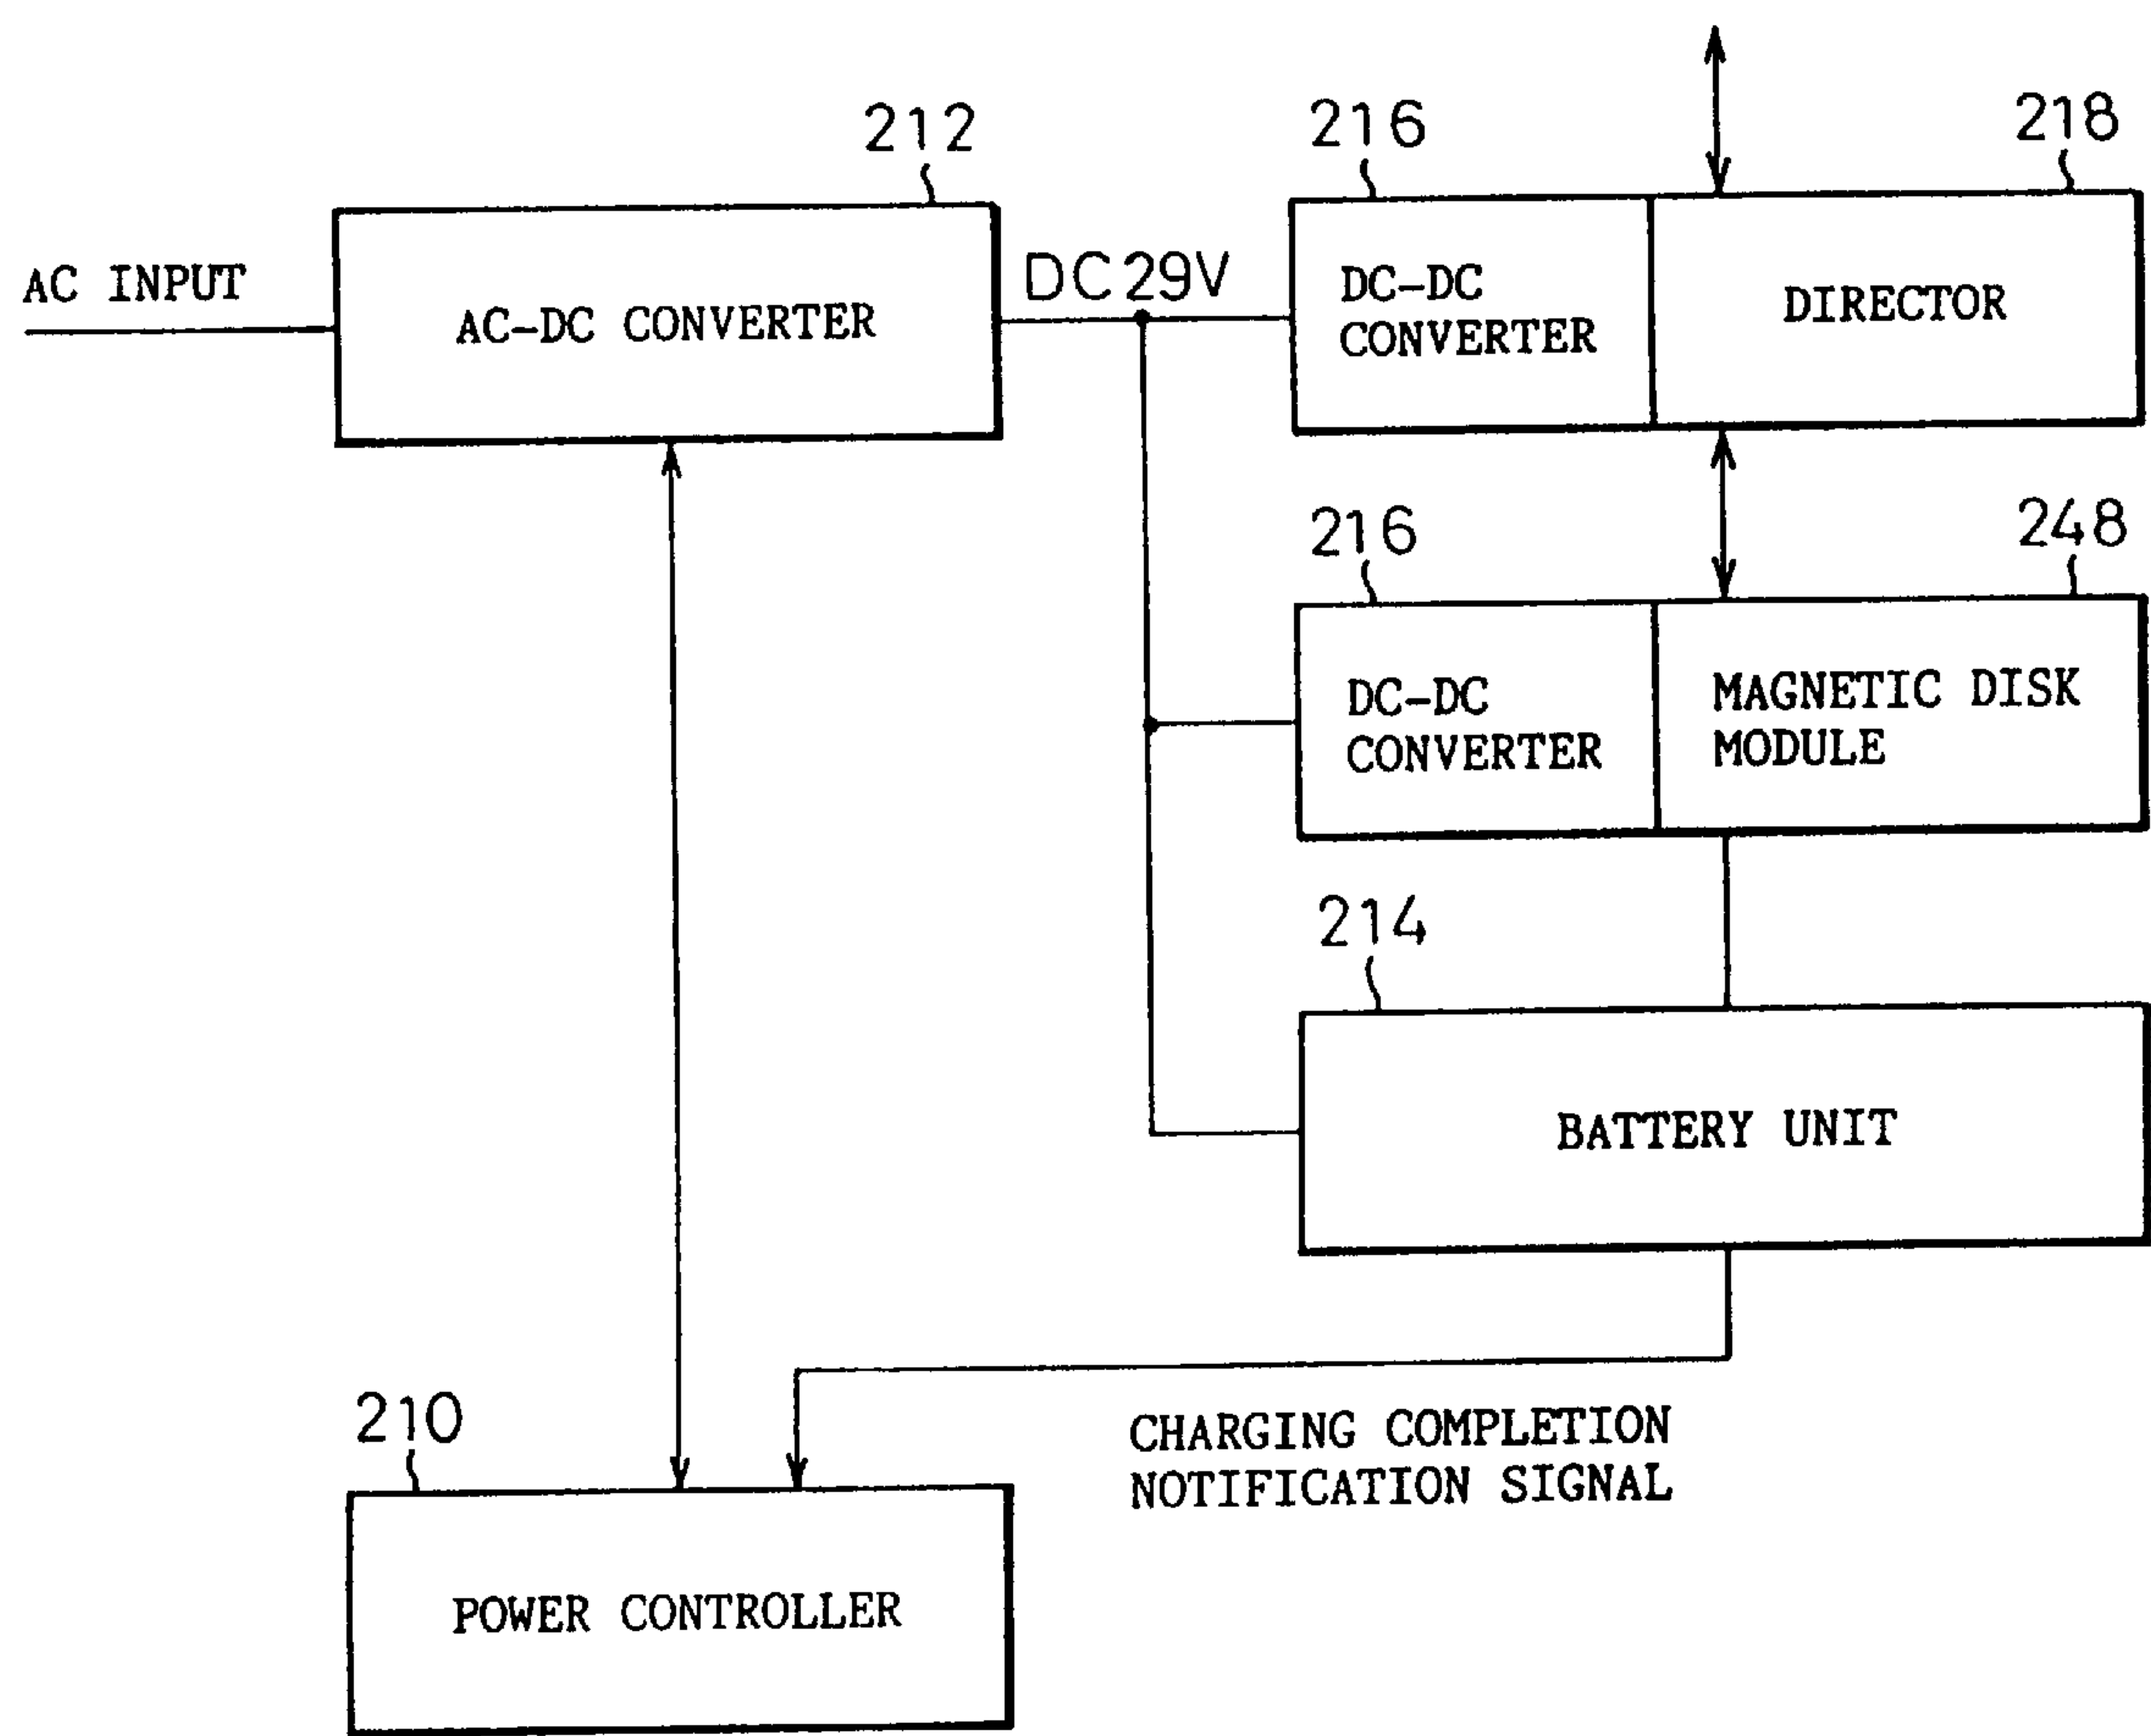 212
216
218
AC INPUT
AC-DC CONVERTER
DC 29V
DC-DC
CONVERTER
DIRECTOR
216
248
DC-DC
CONVERTER
MAGNETIC DISK
MODULE
214
BATTERY UNIT
210
CHARGING COMPLETION
NOTIFICATION SIGNAL
POWER CONTROLLER